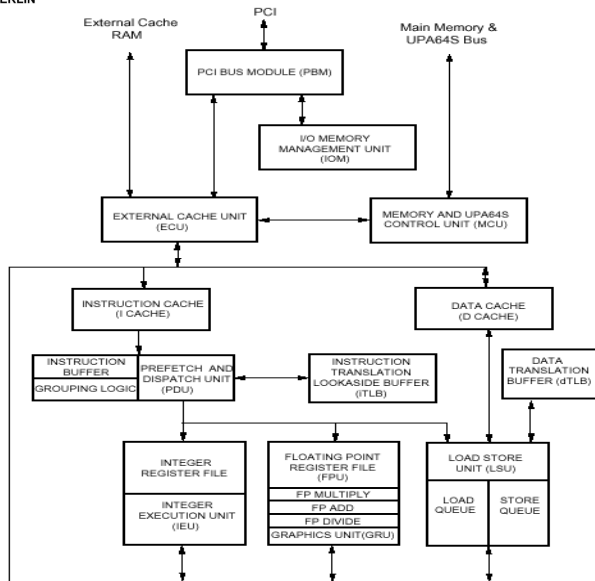 External Cache
RAM
PCI
Main Memory &
UPA64S Bus
PCI BUS MODULE (PBM)
I/O MEMORY
MANAGEMENT UNIT
(IOM)
EXTERNAL CACHE UNIT
(ECU)
MEMORY AND UPA64S
CONTROL UNIT (MCU)
INSTRUCTION CACHE
(I CACHE)
DATA CACHE
(D CACHE)
INSTRUCTION
BUFFER
GROUPING LOGIC
PREFETCH AND
DISPATCH UNIT
(PDU)
INSTRUCTION
TRANSLATION
LOOKASIDE BUFFER
(iTLB)
DATA
TRANSLATION
BUFFER (dTLB)
INTEGER
REGISTER FILE
INTEGER
EXECUTION UNIT
(IEU)
FLOATING POINT
REGISTER FILE
(FPU)
FP MULTIPLY
FP ADD
FP DIVIDE
GRAPHICS UNIT(GRU)
LOAD STORE
UNIT (LSU)
LOAD
QUEUE
STORE
QUEUE